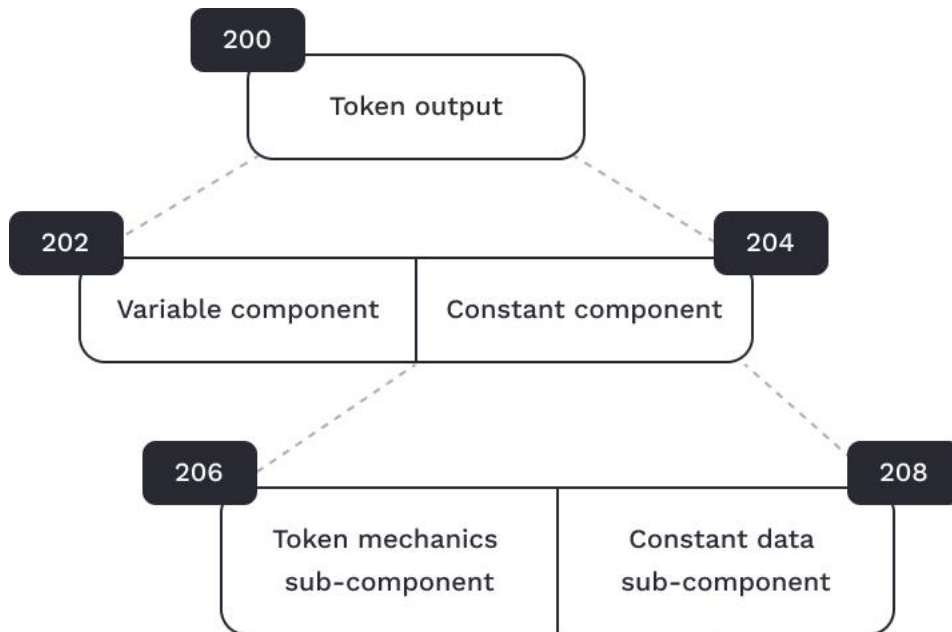 200
Token output
202
204
Variable component
Constant component
206
208
Token mechanics
sub-component
Constant data
sub-component